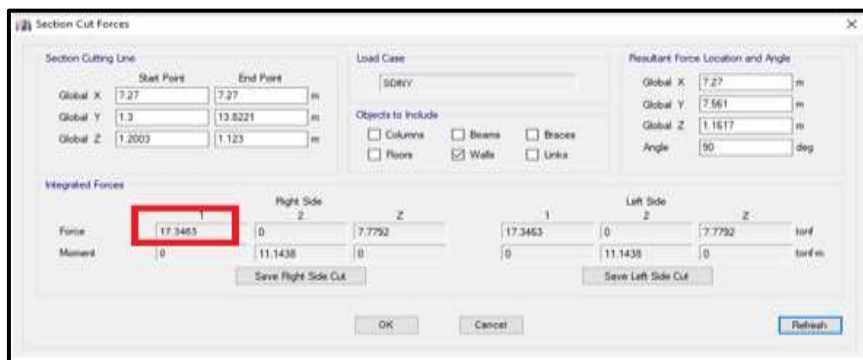 Section Cut Forces
Section Cutting Line
Start Point End Point
Global X 7.27 7.27 m
Global Y 1.3 13.8221 m
Global Z 1.2003 1.123 m
Load Case
SDINV
Objects to Include
Columns Beams Braces
Floors Walls Links
Resultant Force Location and Angle
Global X 7.27 m
Global Y 7.561 m
Global Z 1.1617 m
Angle 90 deg
Integrated Forces
Right Side Left Side
1 2 Z 1 2 Z
Force 17.3463 0 7.7792 17.3463 0 7.7792 tonf
Moment 0 11.1438 0 0 11.1438 0 tonf-m
Save Right Side Cut Save Left Side Cut
OK Cancel Refresh